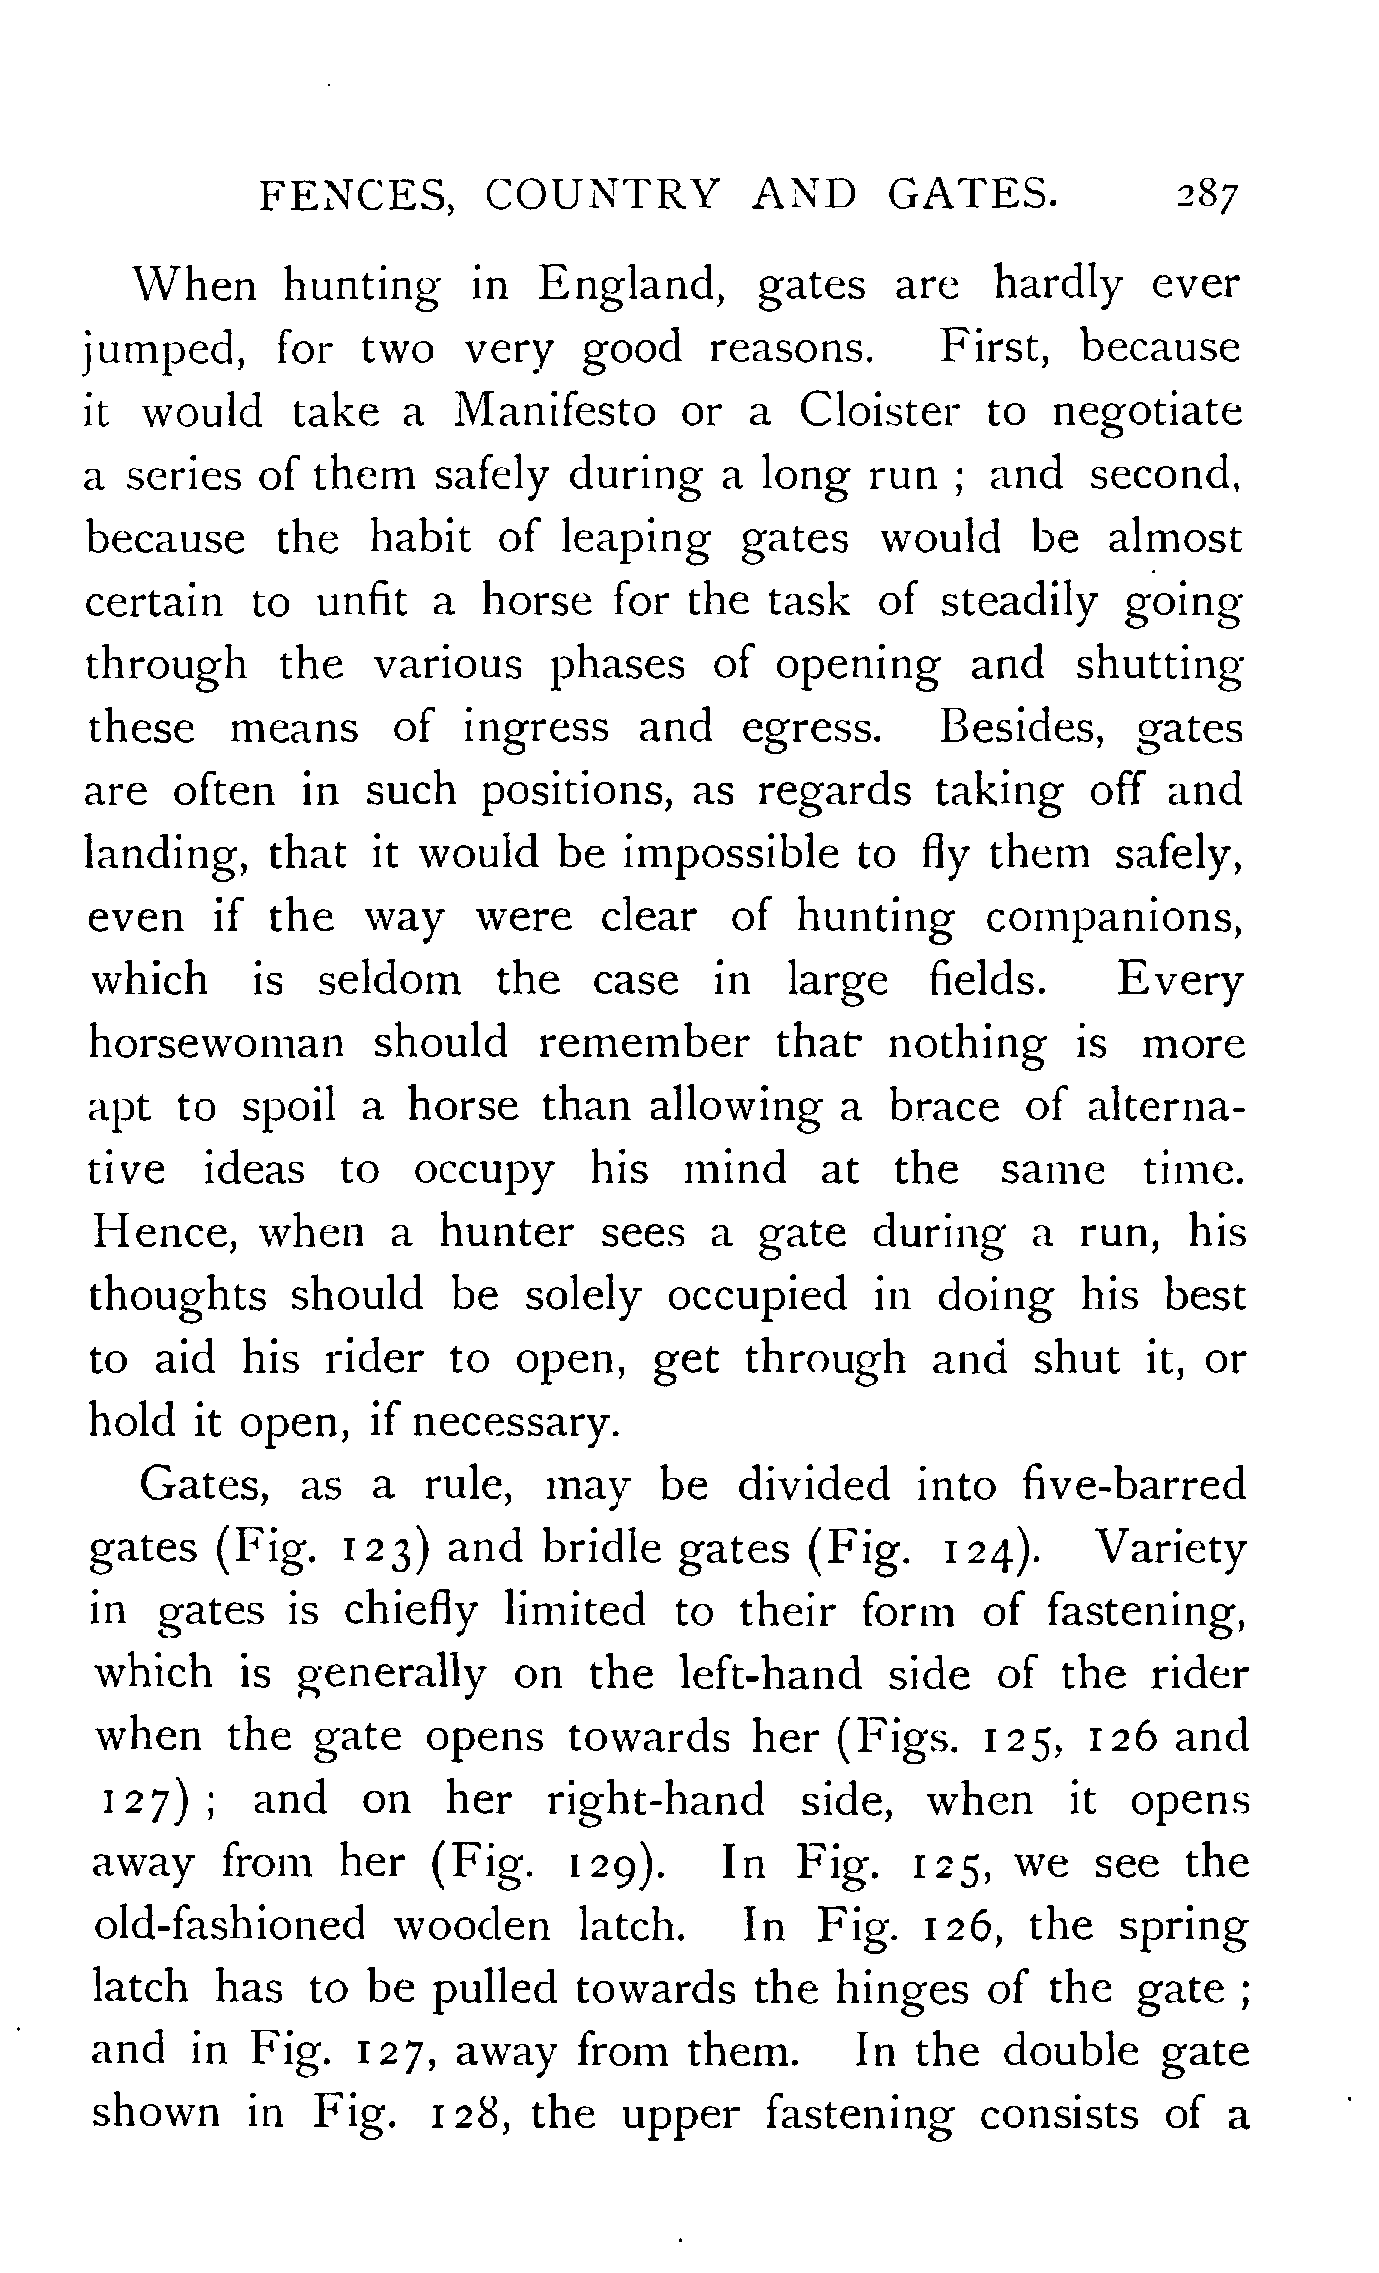 FENCES, COUNTRY AND GATES. 287
When hunting in England, gates are hardly ever
jumped, for two very good reasons. First, because
it would take a Manifesto or a Cloister to negotiate
a series of them safely during a long run ; and second,
because the habit of leaping gates would be almost
certain to unfit a horse for the task of steadily going
through the various phases of opening and shutting
these means of ingress and egress. Besides, gates
are often in such positions, as regards taking off and
landing, that it would be impossible to fly them safely,
even if the way were clear of hunting companions,
which is seldom the case in large fields. Every
horsewoman should remember that nothing is more
apt to spoil a horse than allowing a brace of alterna-
tive ideas to occupy his mind at the same time.
Hence, when a hunter sees a gate during a run, his
thoughts should be solely occupied in doing his best
to aid his rider to open, get through and shut it, or
hold it open, if necessary.
Gates, as a rule, may be divided into five-barred
gates (Fig. 123) and bridle gates (Fig. 124). Variety
in gates is chiefly limited to their form of fastening,
which is generally on the left-hand side of the rider
when the gate opens towards her (Figs. 125, 126 and
127) ; and on her right-hand side, when it opens
away from her (Fig. 129). In Fig. 125, we see the
old-fashioned wooden latch. In Fig. 126, the spring
latch has to be pulled towards the hinges of the gate ;
and in Fig. 127, away from them. In the double gate
shown in Fig. 128, the upper fastening consists of a